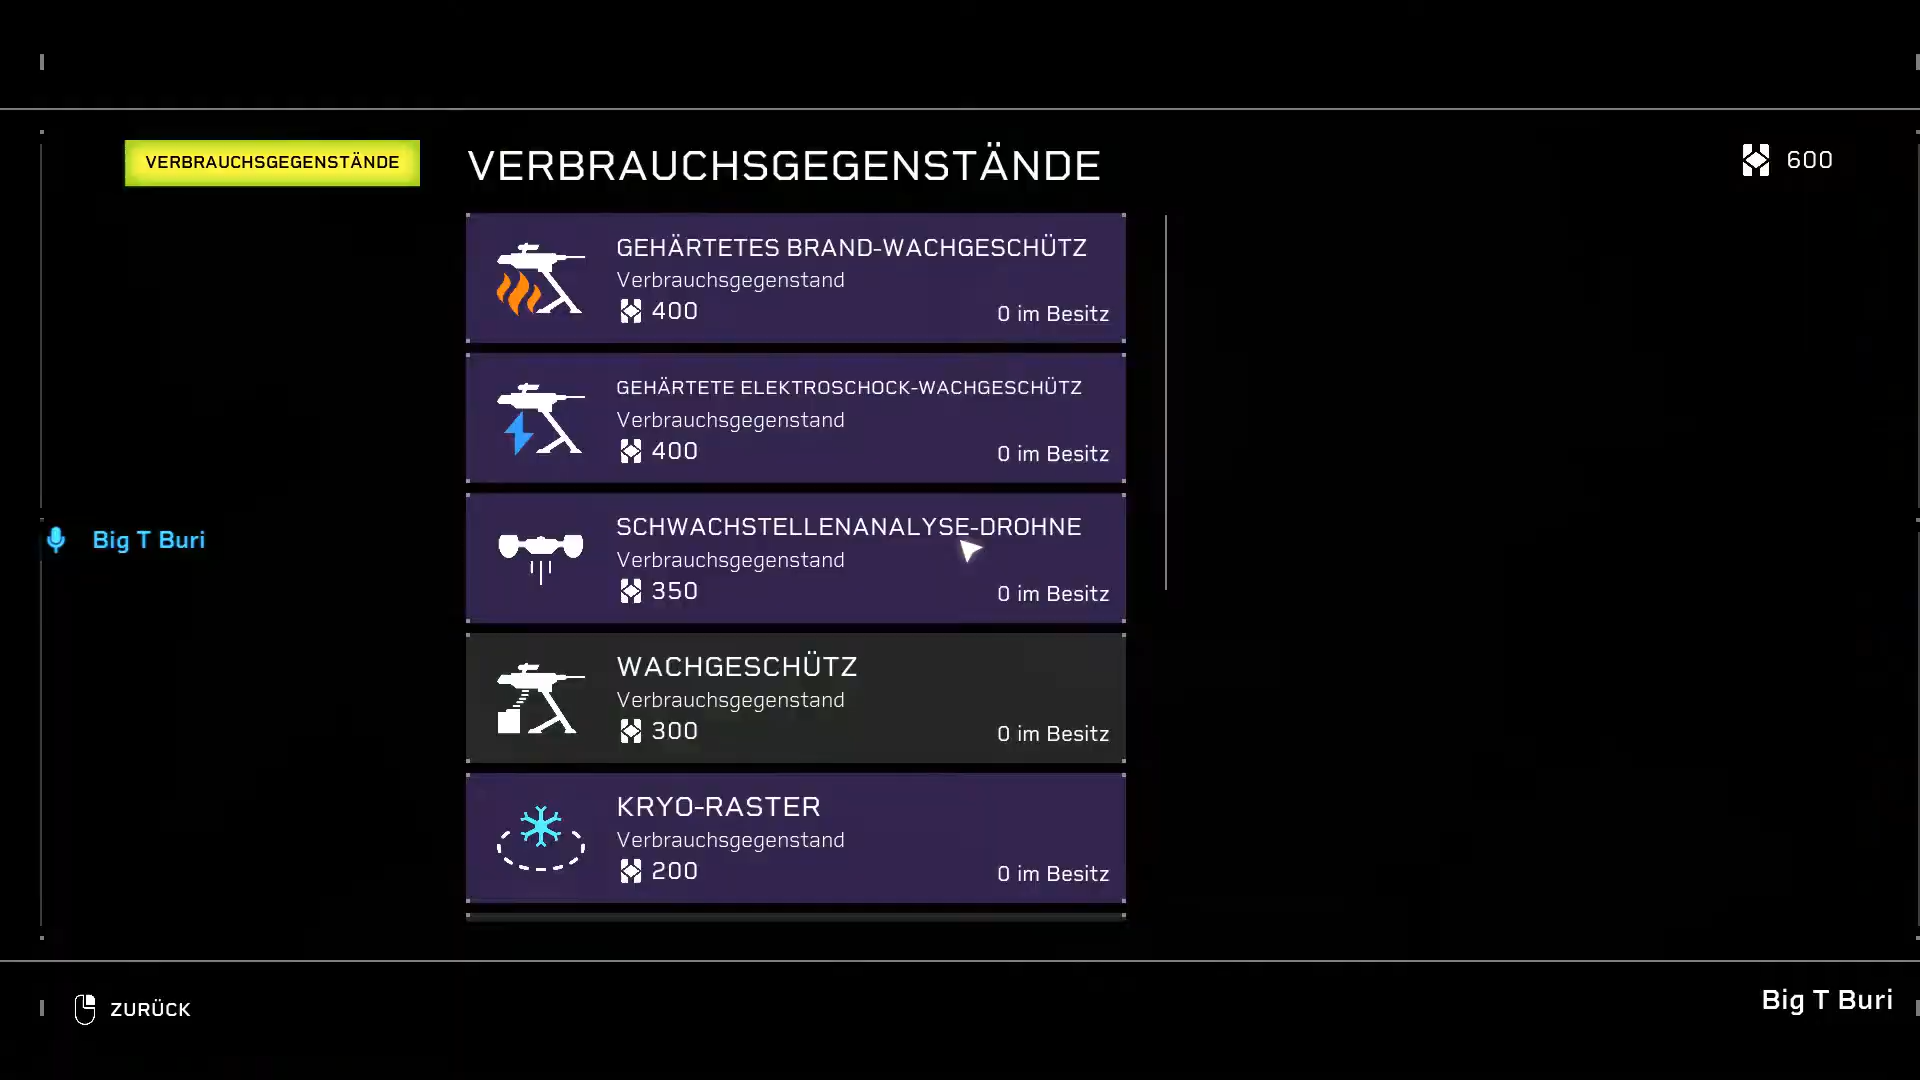 VERBRAUCHSGEGENSTÄNDE
VERBRAUCHSGEGENSTÄNDE
600
GEHÄRTETES BRAND-WACHGESCHÜTZ
Verbrauchsgegenstand
400
0 im Besitz
GEHÄRTETE ELEKTROSCHOCK-WACHGESCHÜTZ
Verbrauchsgegenstand
400
0 im Besitz
SCHWACHSTELLENANALYSE-DROHNE
Verbrauchsgegenstand
350
0 im Besitz
Big T Buri
WACHGESCHÜTZ
Verbrauchsgegenstand
300
0 im Besitz
KRYO-RASTER
Verbrauchsgegenstand
200
0 im Besitz
ZURÜCK
Big T Buri